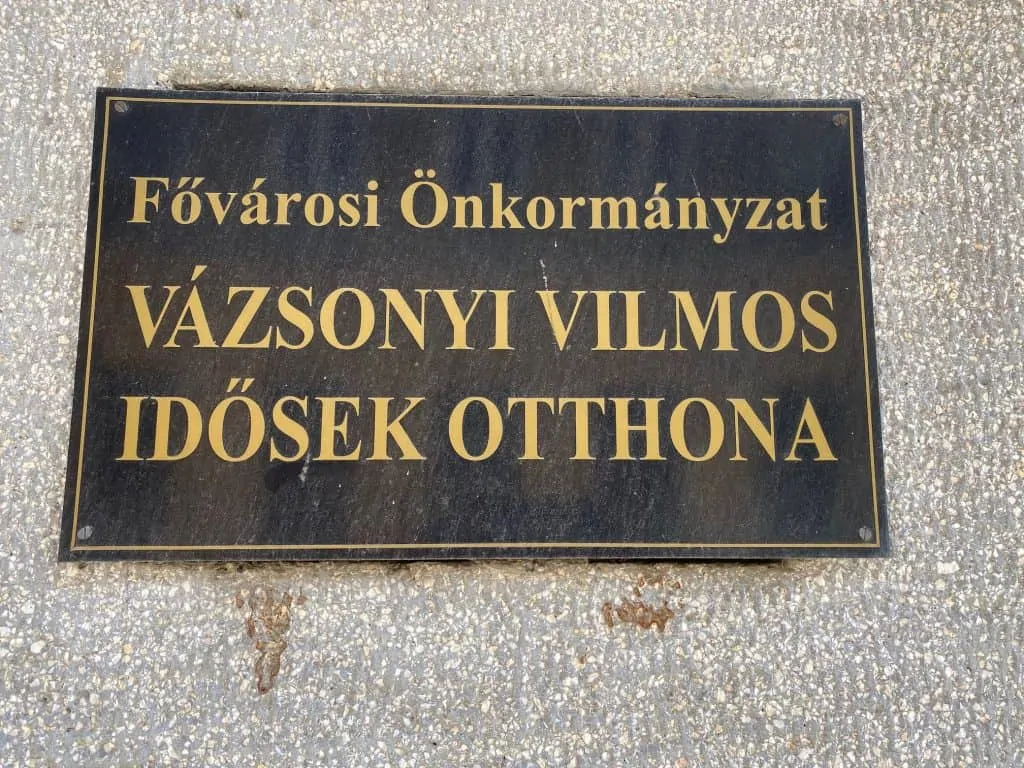 Fővárosi Önkormányzat
VÁZSONYI VILMOS
IDŐSEK OTTHONA